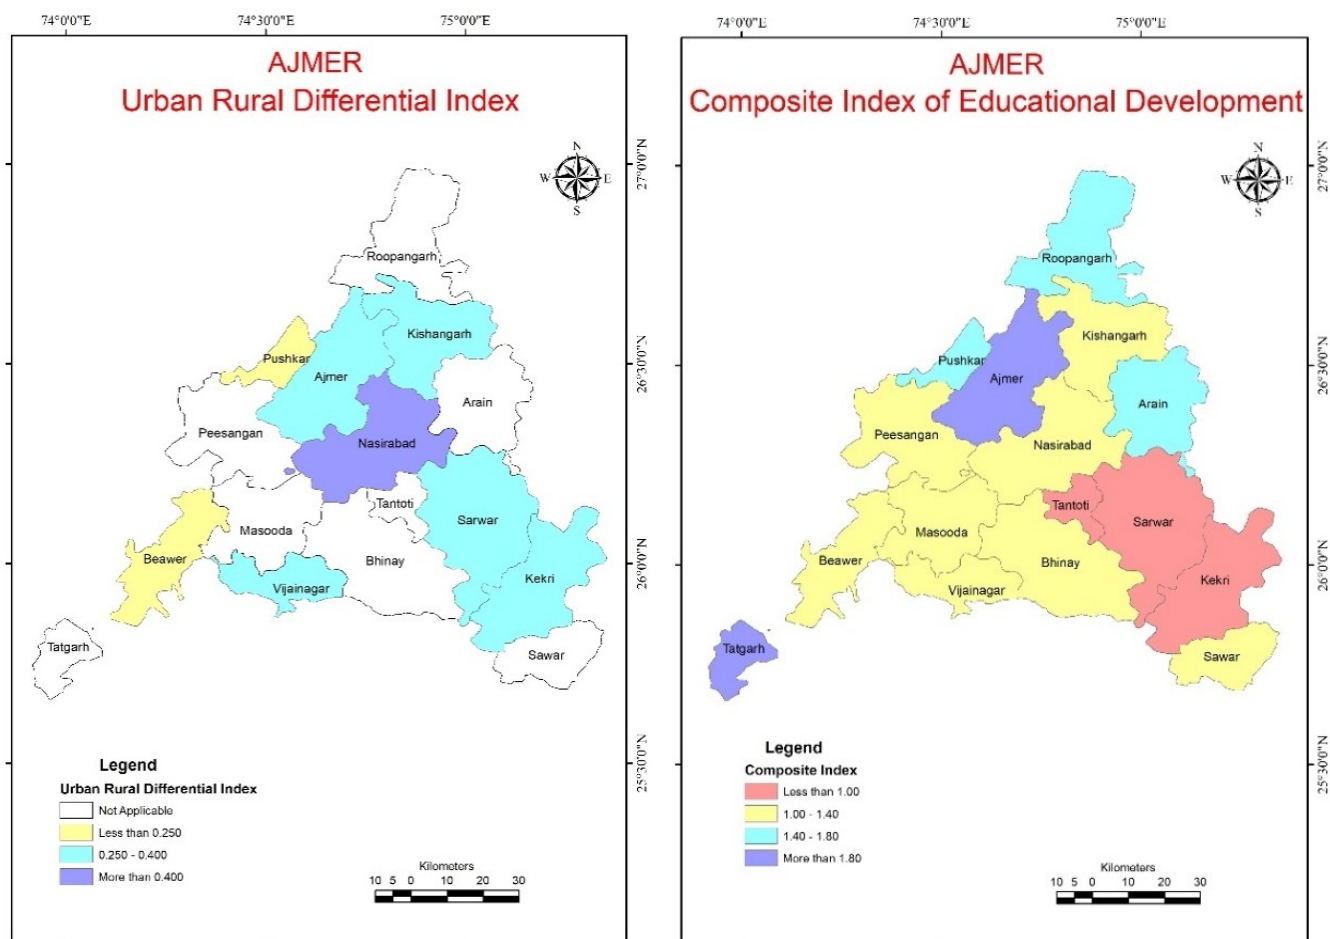 74°0'0"E 74°30'0"E 75°0'0"E
AJMER
Urban Rural Differential Index
N
W E
S
27°0'0"N
Roopangarh
Kishangarh
Pushkar
Ajmer
26°30'0"N
Arain
Peesangan
Nasirabad
Tantoti
Sarwar
Masooda
Beawer
Bhinay
26°0'0"N
Kekri
Vijainagar
Tatgarh
Sawar
25°30'0"N
Legend
Urban Rural Differential Index
Not Applicable
Less than 0.250
0.250 - 0.400
More than 0.400
Kilometers
10 5 0 10 20 30
74°0'0"E 74°30'0"E 75°0'0"E
AJMER
Composite Index of Educational Development
N
W E
S
27°0'0"N
Roopangarh
Kishangarh
Pushkar
Ajmer
26°30'0"N
Arain
Peesangan
Nasirabad
Tantoti
Sarwar
Masooda
Beawer
Bhinay
26°0'0"N
Kekri
Vijainagar
Tatgarh
Sawar
25°30'0"N
Legend
Composite Index
Less than 1.00
1.00 - 1.40
1.40 - 1.80
More than 1.80
Kilometers
10 5 0 10 20 30